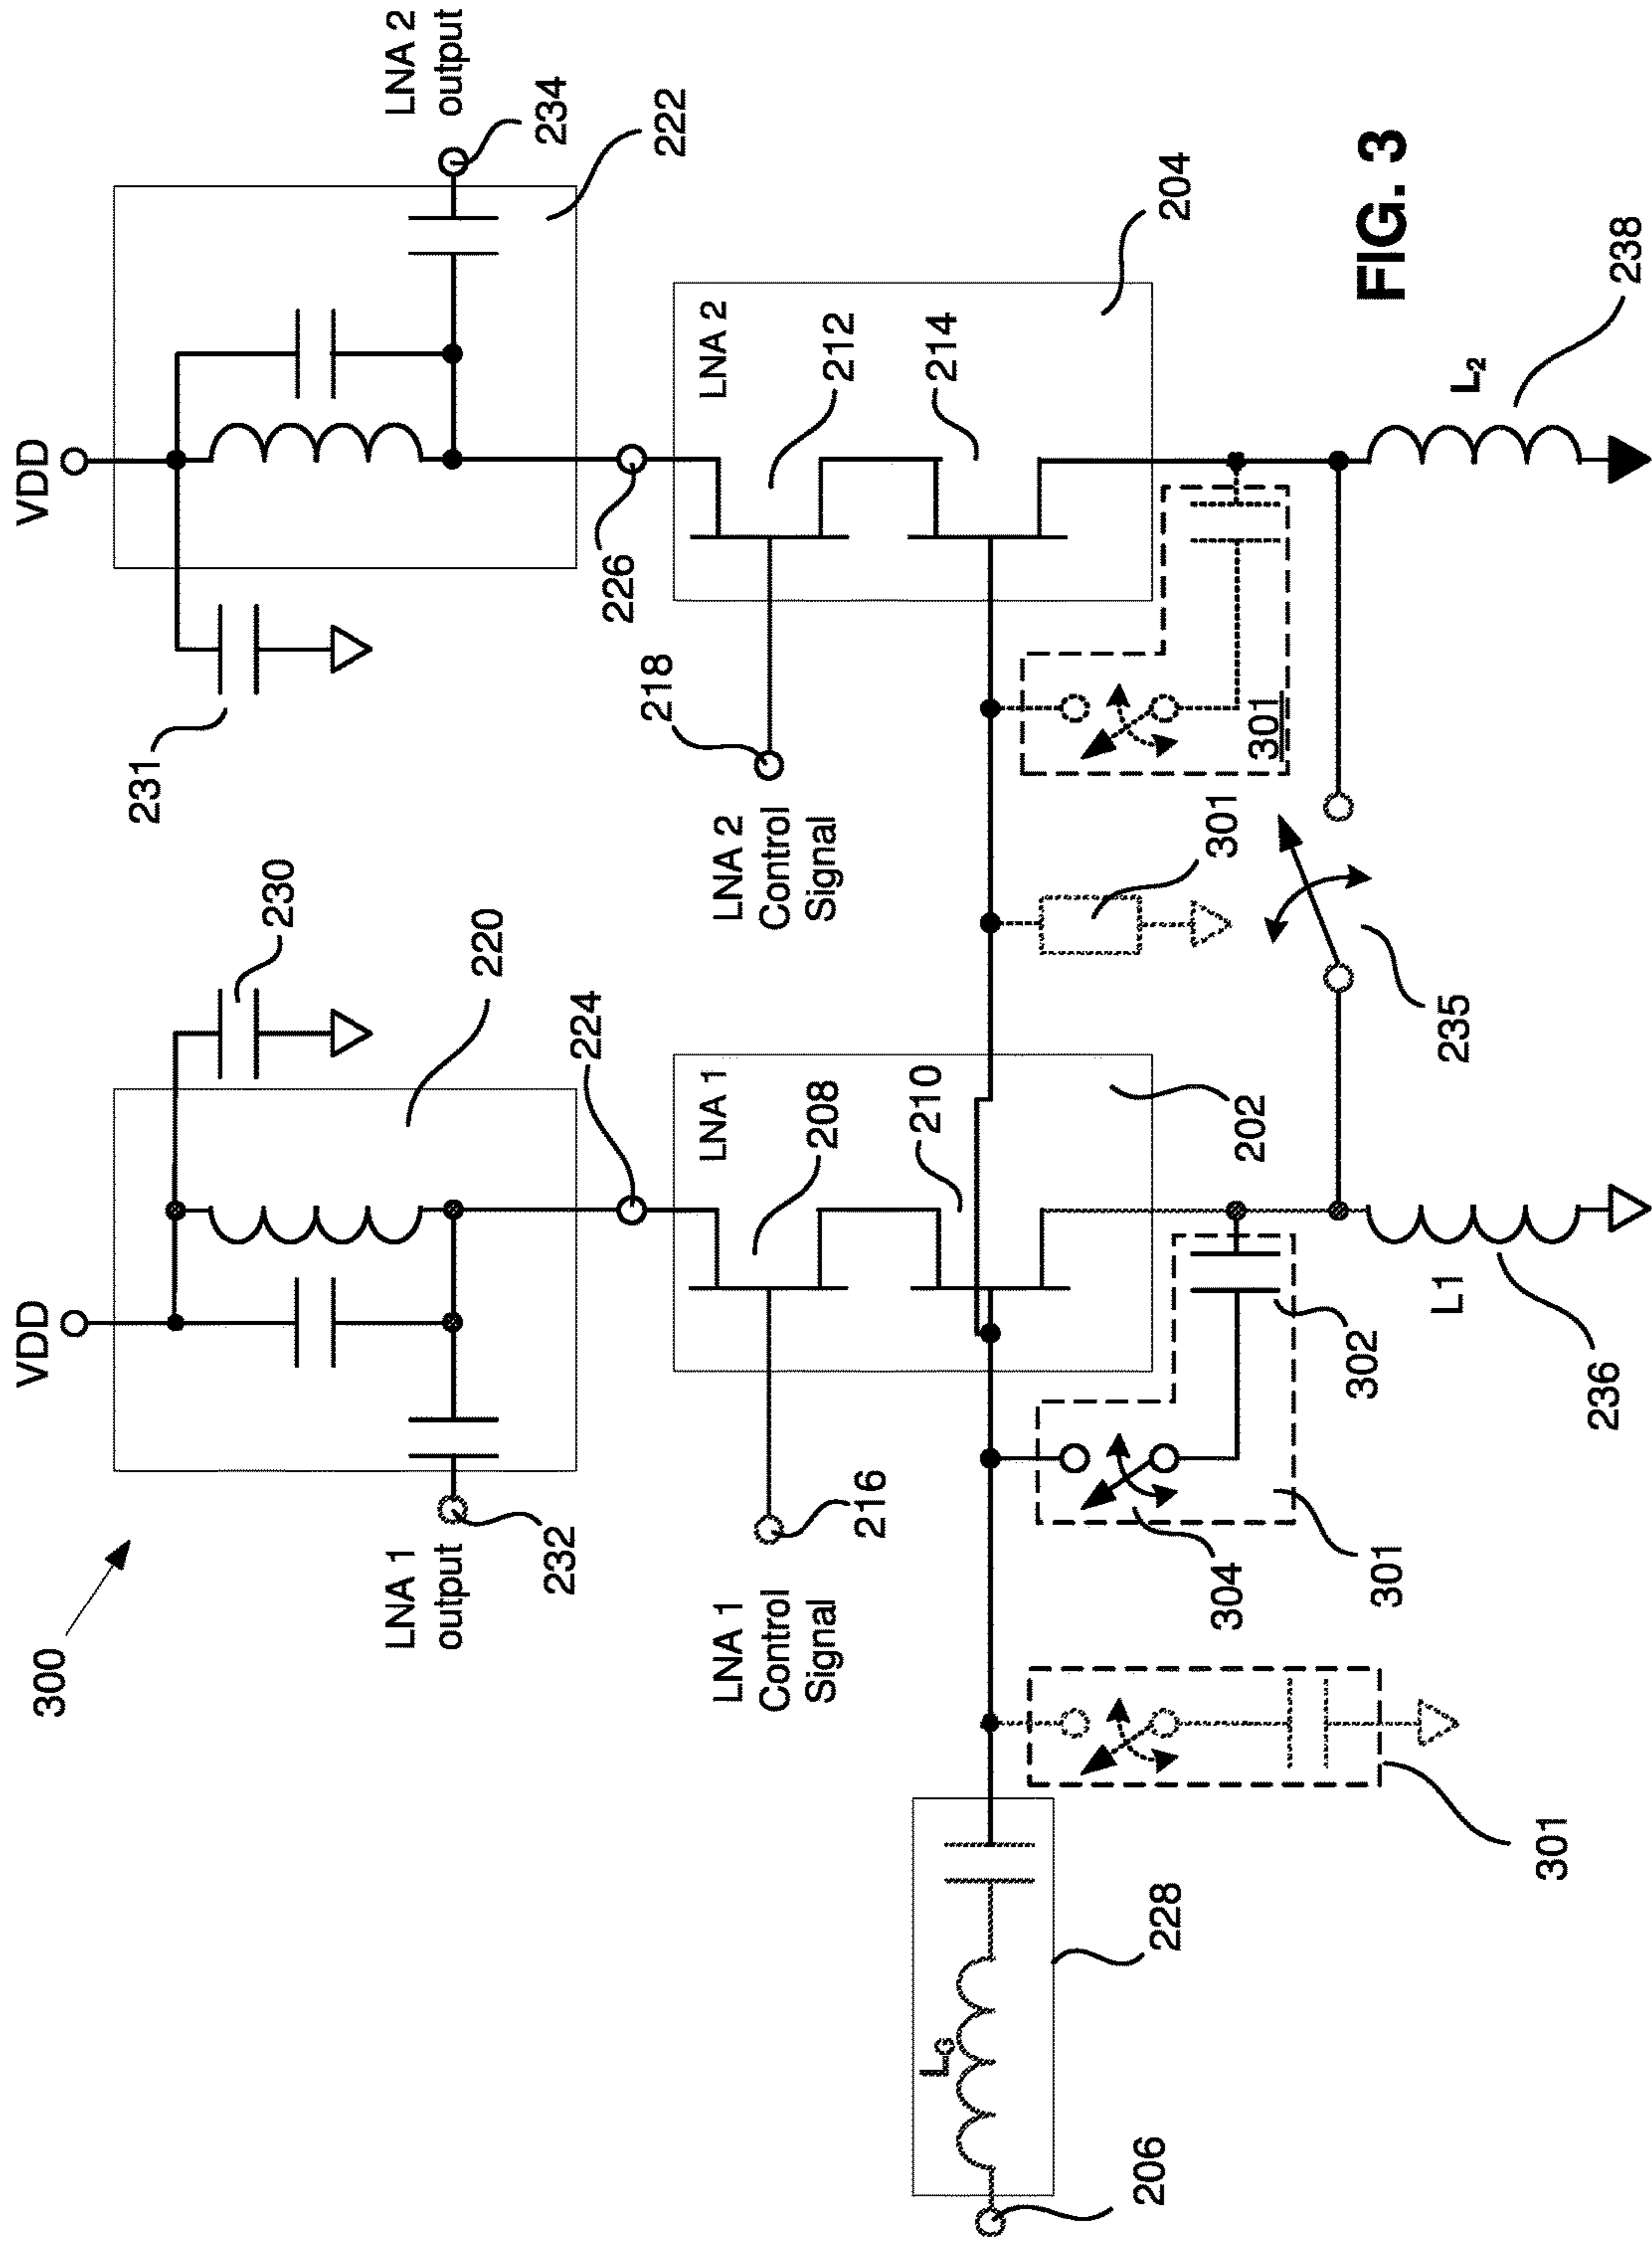 300
VDD
VDD
231
230
220
LNA 1
output
232
LNA 2
output
234
222
224
226
LNA 1
Control
Signal
216
LNA 1
208
210
202
LNA 2
Control
Signal
218
LNA 2
212
214
204
206
L_G
228
301
304
301
302
301
301
235
L1
236
L₂
238
FIG. 3